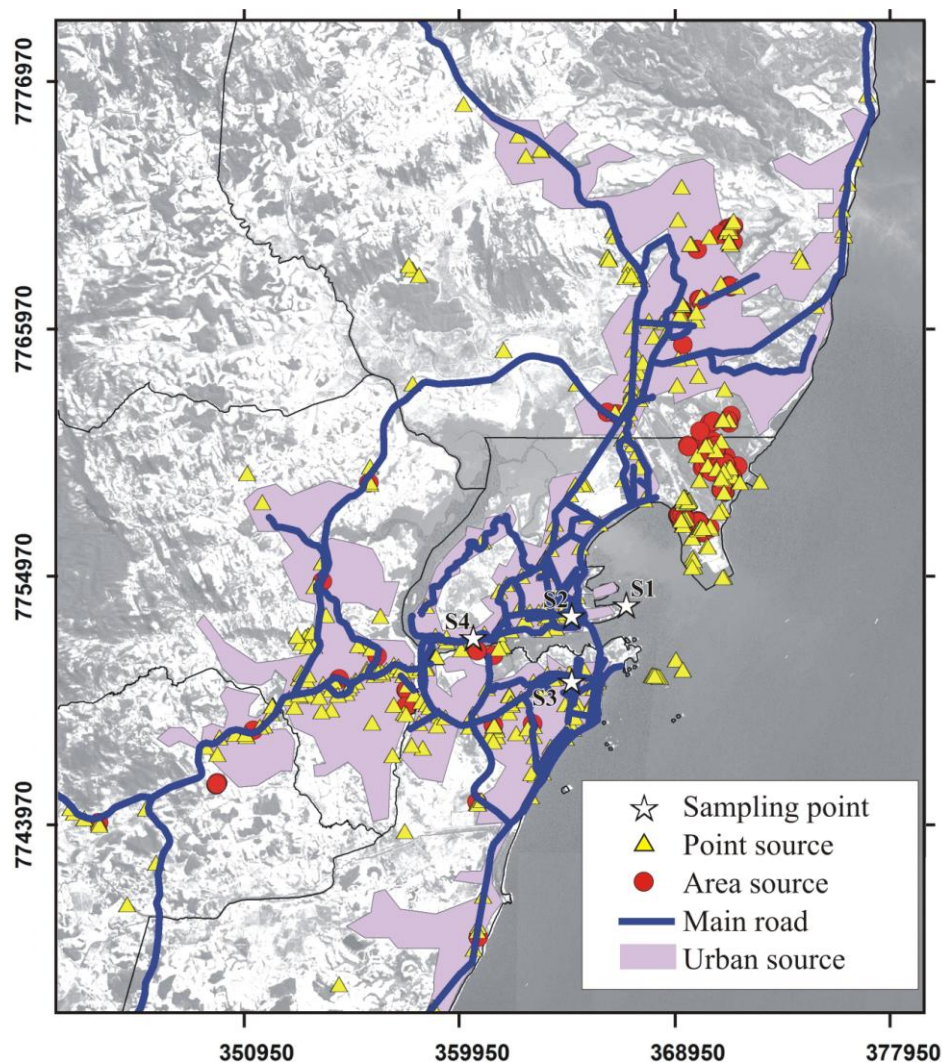 7776970
7765970
7754970
7743970
S1
S2
S4
S3
Sampling point
Point source
Area source
Main road
Urban source
350950
359950
368950
377950